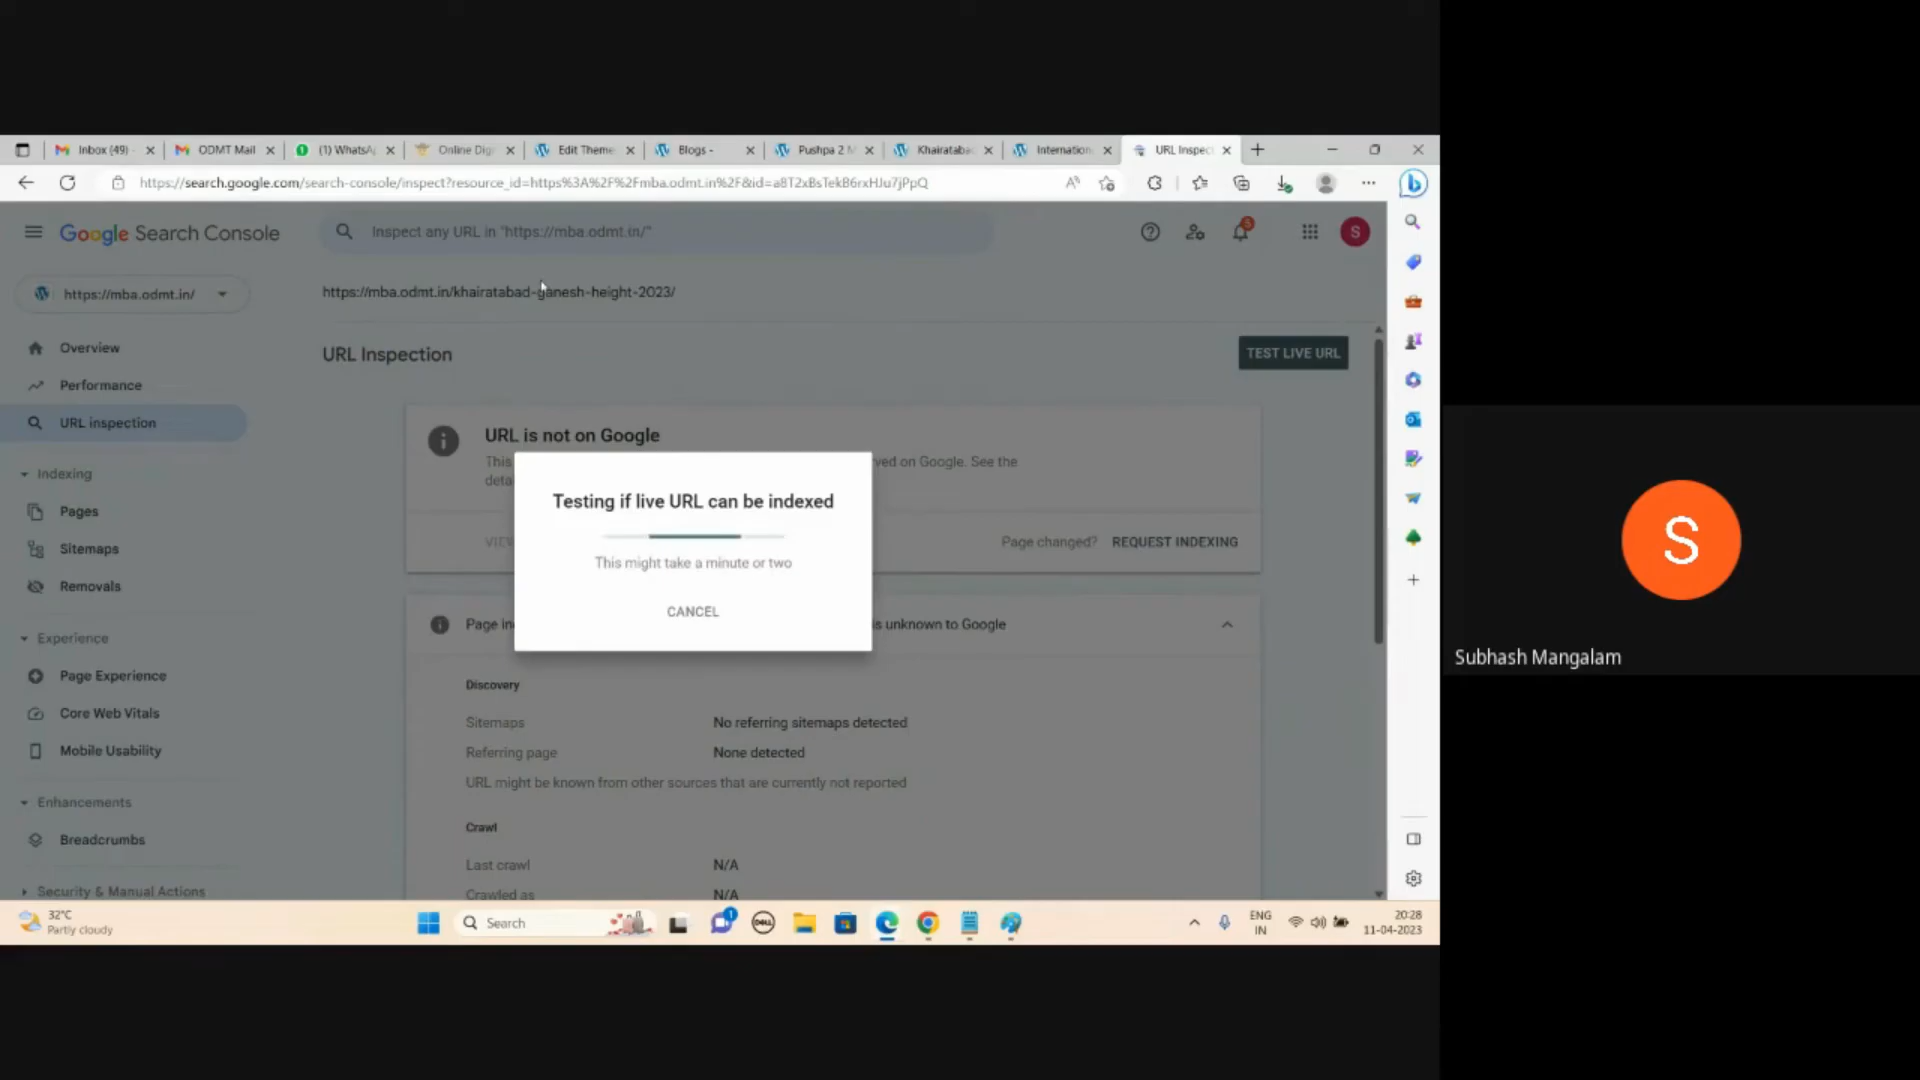 Inbox (49)
ODMT Mail
(1) WhatsA
Online Dig
Edit Theme
Blogs -
Pushpa 2 M
Khairataba
Internation
URL Inspec
https://search.google.com/search-console/inspect?resource_id=https%3A%2F%2Fmba.odmt.in%2F&id=a8T2xBsTekB6rxHJu7jPpQ
Google Search Console
Inspect any URL in "https://mba.odmt.in/"
5
S
https://mba.odmt.in/
https://mba.odmt.in/khairatabad-ganesh-height-2023/
Overview
Performance
URL inspection
Indexing
Pages
Sitemaps
Removals
Experience
Page Experience
Core Web Vitals
Mobile Usability
Enhancements
Breadcrumbs
Security & Manual Actions
URL Inspection
TEST LIVE URL
URL is not on Google
This ved on Google. See the
deta
VIEW
Page changed? REQUEST INDEXING
Testing if live URL can be indexed
This might take a minute or two
CANCEL
Page in s unknown to Google
Discovery
Sitemaps No referring sitemaps detected
Referring page None detected
URL might be known from other sources that are currently not reported
Crawl
Last crawl N/A
Crawled as N/A
32°C
Partly cloudy
Search
1
DELL
ENG
IN
20:28
11-04-2023
S
Subhash Mangalam